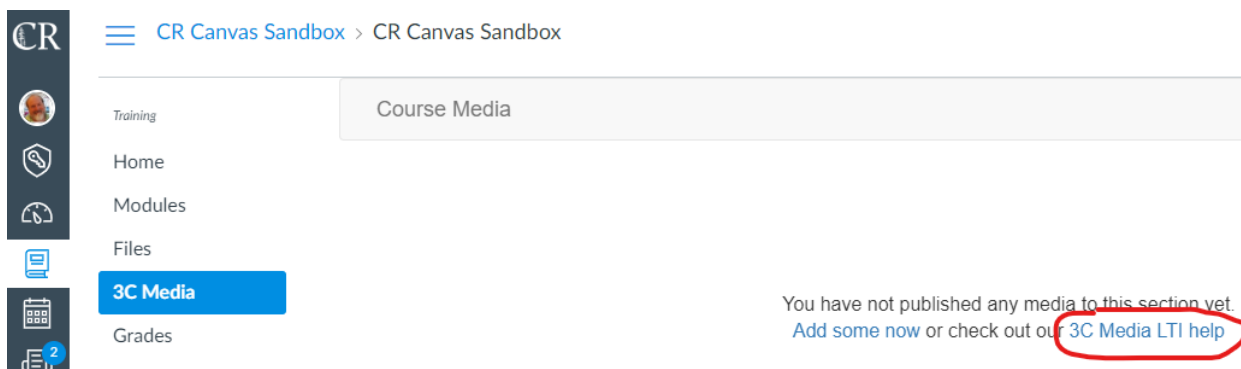 CR
CR Canvas Sandbox > CR Canvas Sandbox
Training
Home
Modules
Files
3C Media
Grades
2
Course Media
You have not published any media to this section yet.
Add some now or check out our 3C Media LTI help